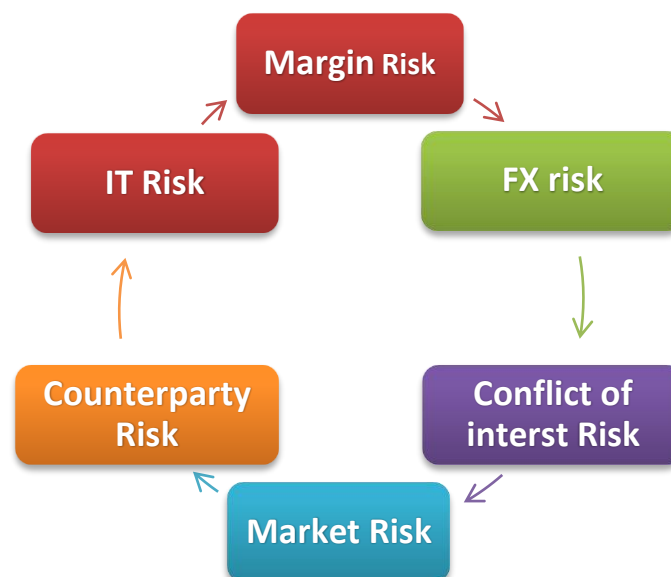 Margin Risk
FX risk
Conflict of
interst Risk
Market Risk
Counterparty
Risk
IT Risk